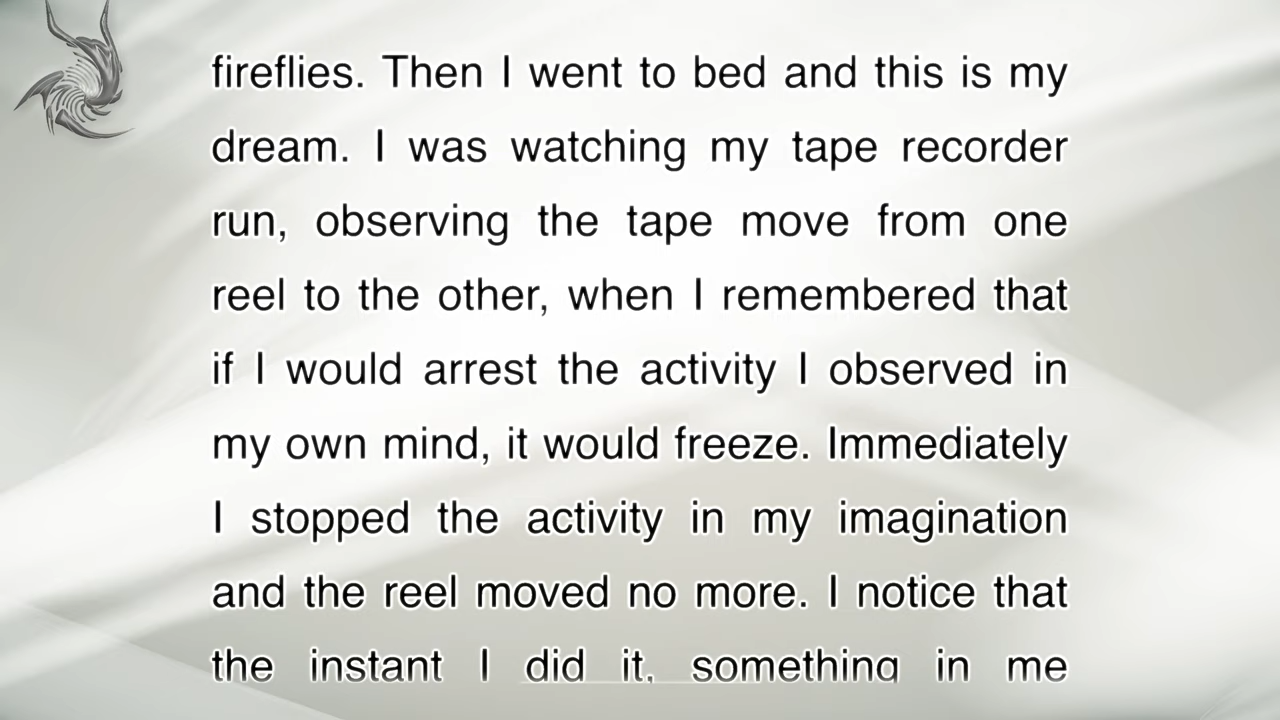 fireflies. Then I went to bed and this is my
dream. I was watching my tape recorder
run, observing the tape move from one
reel to the other, when I remembered that
if I would arrest the activity I observed in
my own mind, it would freeze. Immediately
I stopped the activity in my imagination
and the reel moved no more. I notice that
the instant I did it, something in me